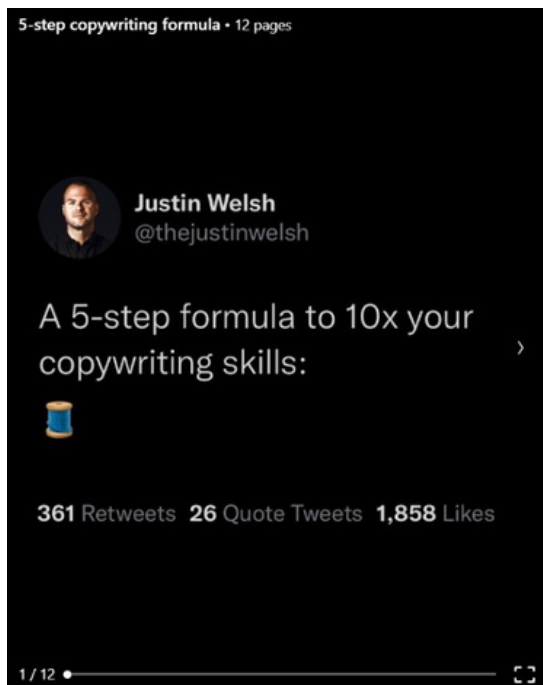 5-step copywriting formula • 12 pages
Justin Welsh
@thejustinwelsh
A 5-step formula to 10x your
copywriting skills:
361 Retweets 26 Quote Tweets 1,858 Likes
1 / 12